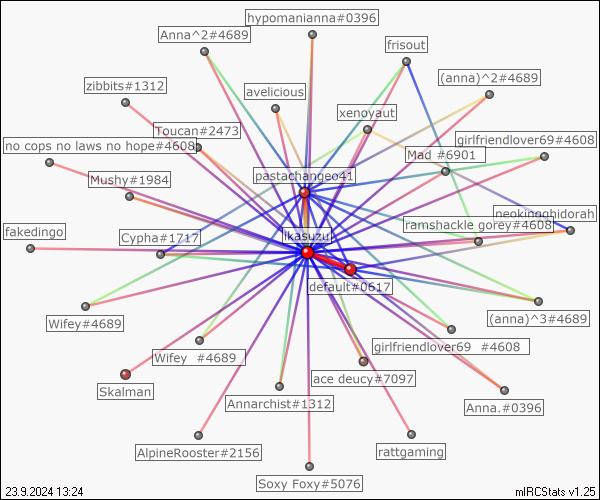 hypomanianna#0396
Anna^2#4689
frisout
(anna)^2#4689
zibbits#1312
avelicious
xenoyaut
Toucan#2473
no cops no laws no hope#4608
girlfriendlover69#4608
Mad #6901
pastachangeo41
Mushy#1984
neokinghidorah
ramshackle gorey#4608
fakedingo
Cypha#1717
ikasuzu
default#0617
Wifey#4689
(anna)^3#4689
girlfriendlover69 #4608
Wifey #4689
ace deucy#7097
Skalman
Annarchist#1312
Anna.#0396
AlpineRooster#2156
rattgaming
Soxy Foxy#5076
23.9.2024 13:24
mIRCStats v1.25